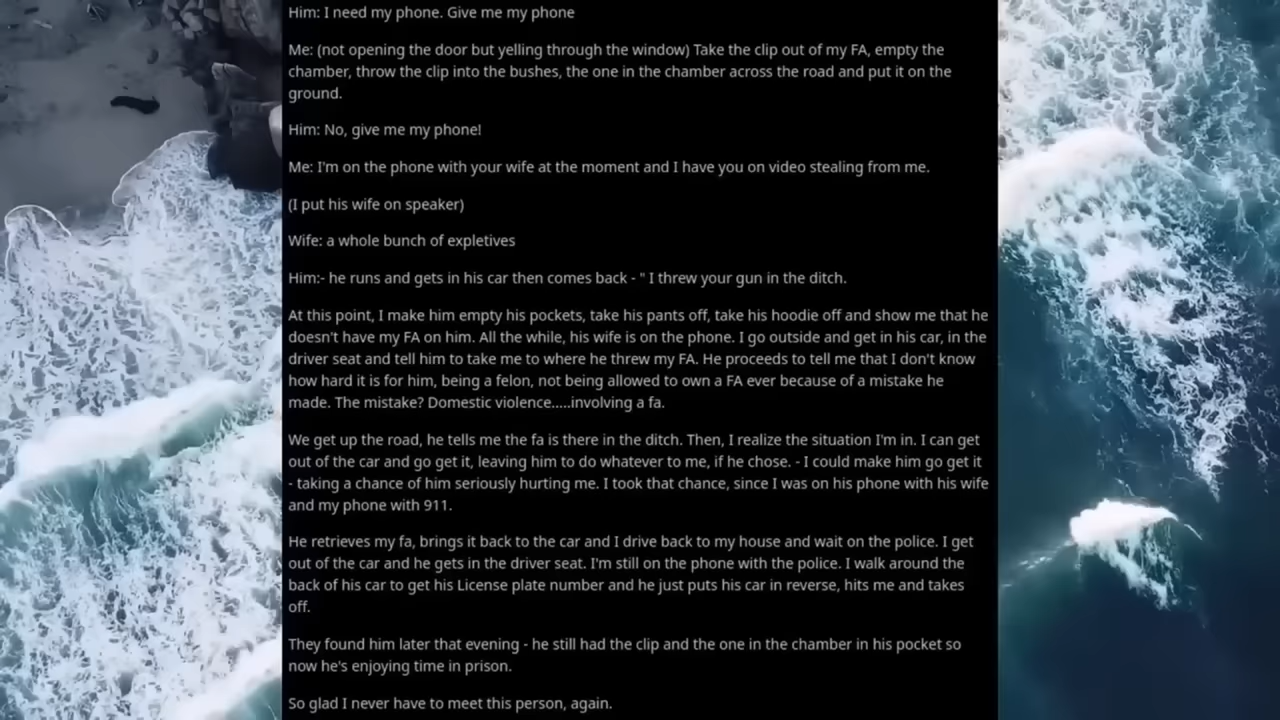 Him: I need my phone. Give me my phone
Me: (not opening the door but yelling through the window) Take the clip out of my FA, empty the
chamber, throw the clip into the bushes, the one in the chamber across the road and put it on the
ground.
Him: No, give me my phone!
Me: I'm on the phone with your wife at the moment and I have you on video stealing from me.
(I put his wife on speaker)
Wife: a whole bunch of expletives
Him:- he runs and gets in his car then comes back - " I threw your gun in the ditch.
At this point, I make him empty his pockets, take his pants off, take his hoodie off and show me that he
doesn't have my FA on him. All the while, his wife is on the phone. I go outside and get in his car, in the
driver seat and tell him to take me to where he threw my FA. He proceeds to tell me that I don't know
how hard it is for him, being a felon, not being allowed to own a FA ever because of a mistake he
made. The mistake? Domestic violence.....involving a fa.
We get up the road, he tells me the fa is there in the ditch. Then, I realize the situation I'm in. I can get
out of the car and go get it, leaving him to do whatever to me, if he chose. - I could make him go get it
- taking a chance of him seriously hurting me. I took that chance, since I was on his phone with his wife
and my phone with 911.
He retrieves my fa, brings it back to the car and I drive back to my house and wait on the police. I get
out of the car and he gets in the driver seat. I'm still on the phone with the police. I walk around the
back of his car to get his License plate number and he just puts his car in reverse, hits me and takes
off.
They found him later that evening - he still had the clip and the one in the chamber in his pocket so
now he's enjoying time in prison.
So glad I never have to meet this person, again.